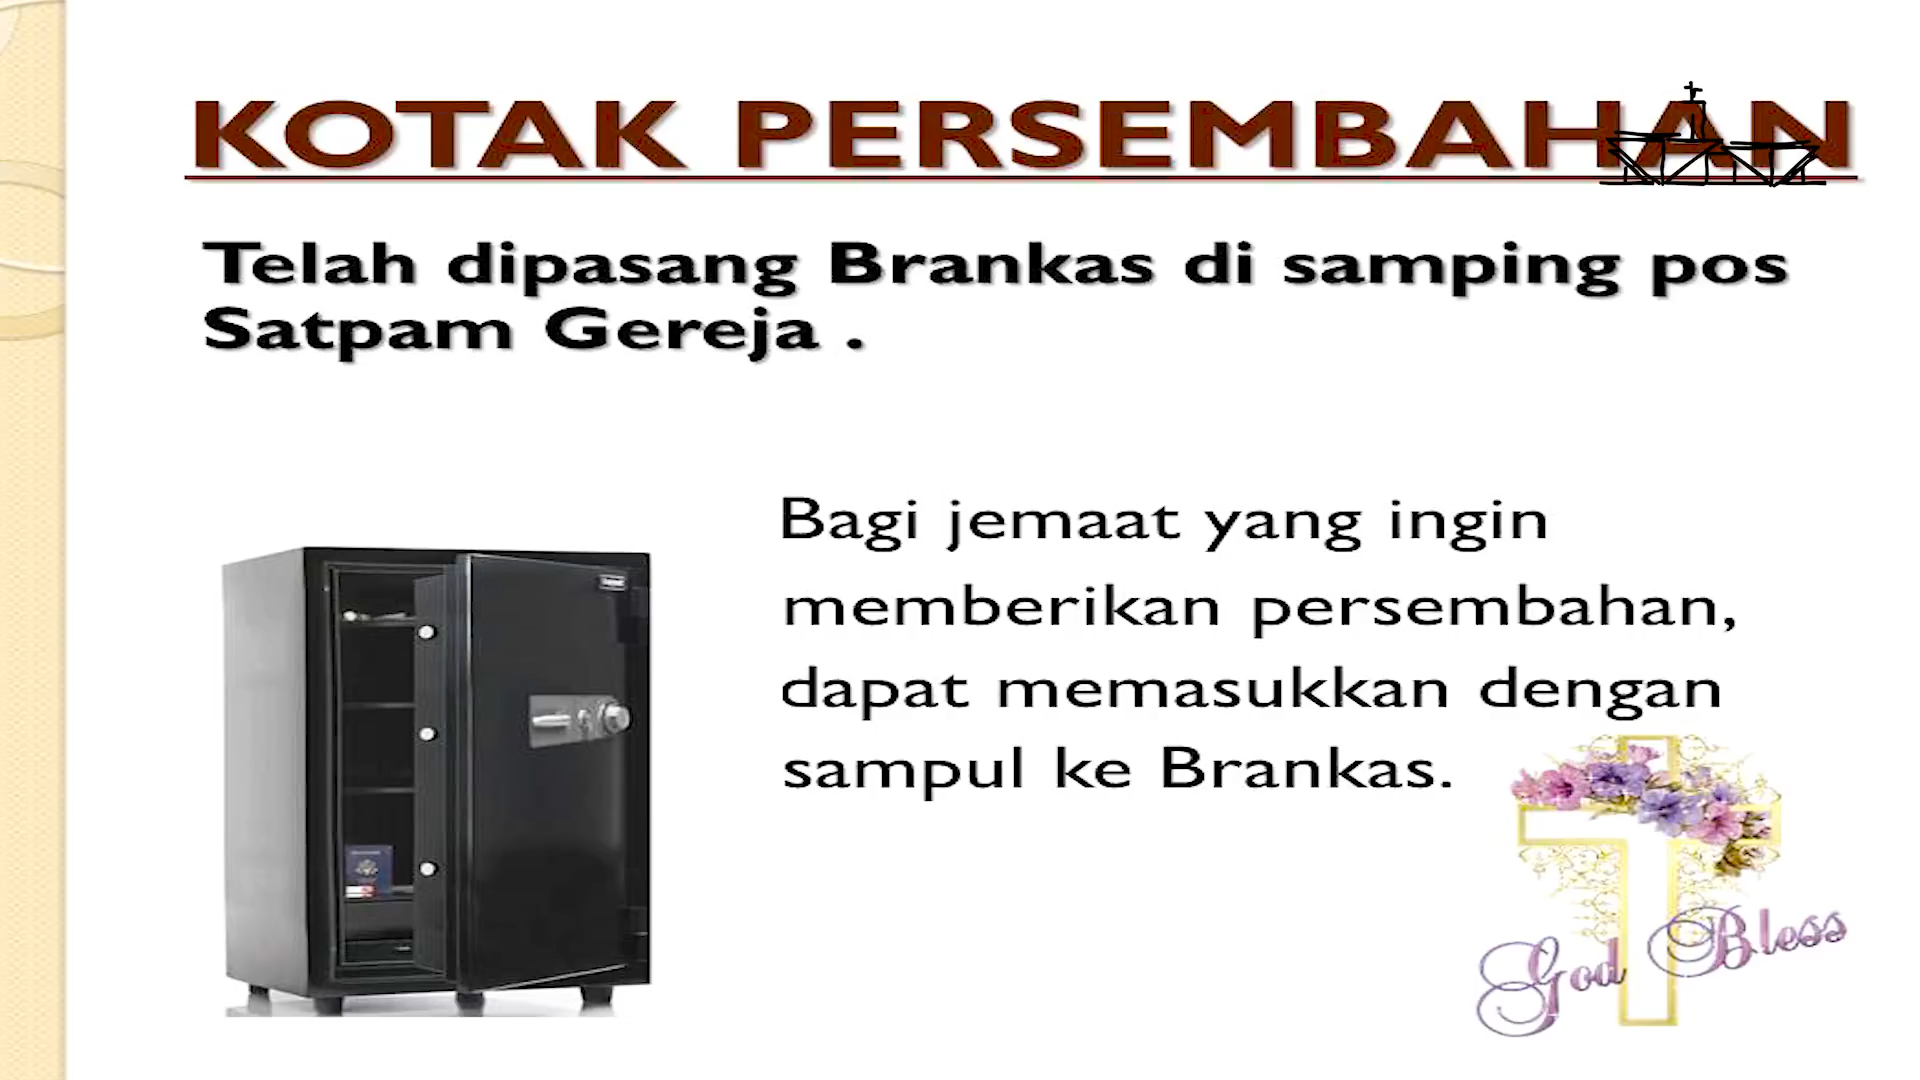 KOTAK PERSEMBAHAN
Telah dipasang Brankas di samping pos
Satpam Gereja .
Bagi jemaat yang ingin
memberikan persembahan,
dapat memasukkan dengan
sampul ke Brankas.
God Bless